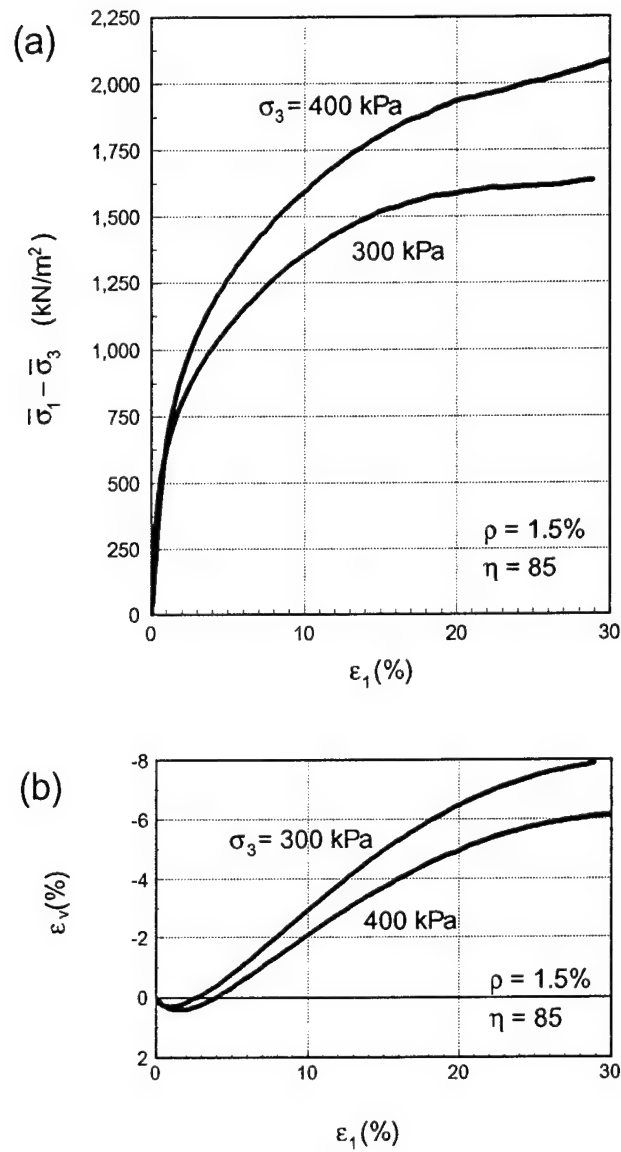 (a)
2,250
2,000
1,750
1,500
1,250
1,000
750
500
250
0
σ̅₁ – σ̅₃ (kN/m²)
σ₃ = 400 kPa
300 kPa
ρ = 1.5%
η = 85
0
10
20
30
ε₁(%)
(b)
-8
-6
-4
-2
0
2
εᵥ(%)
σ₃= 300 kPa
400 kPa
ρ = 1.5%
η = 85
0
10
20
30
ε₁(%)